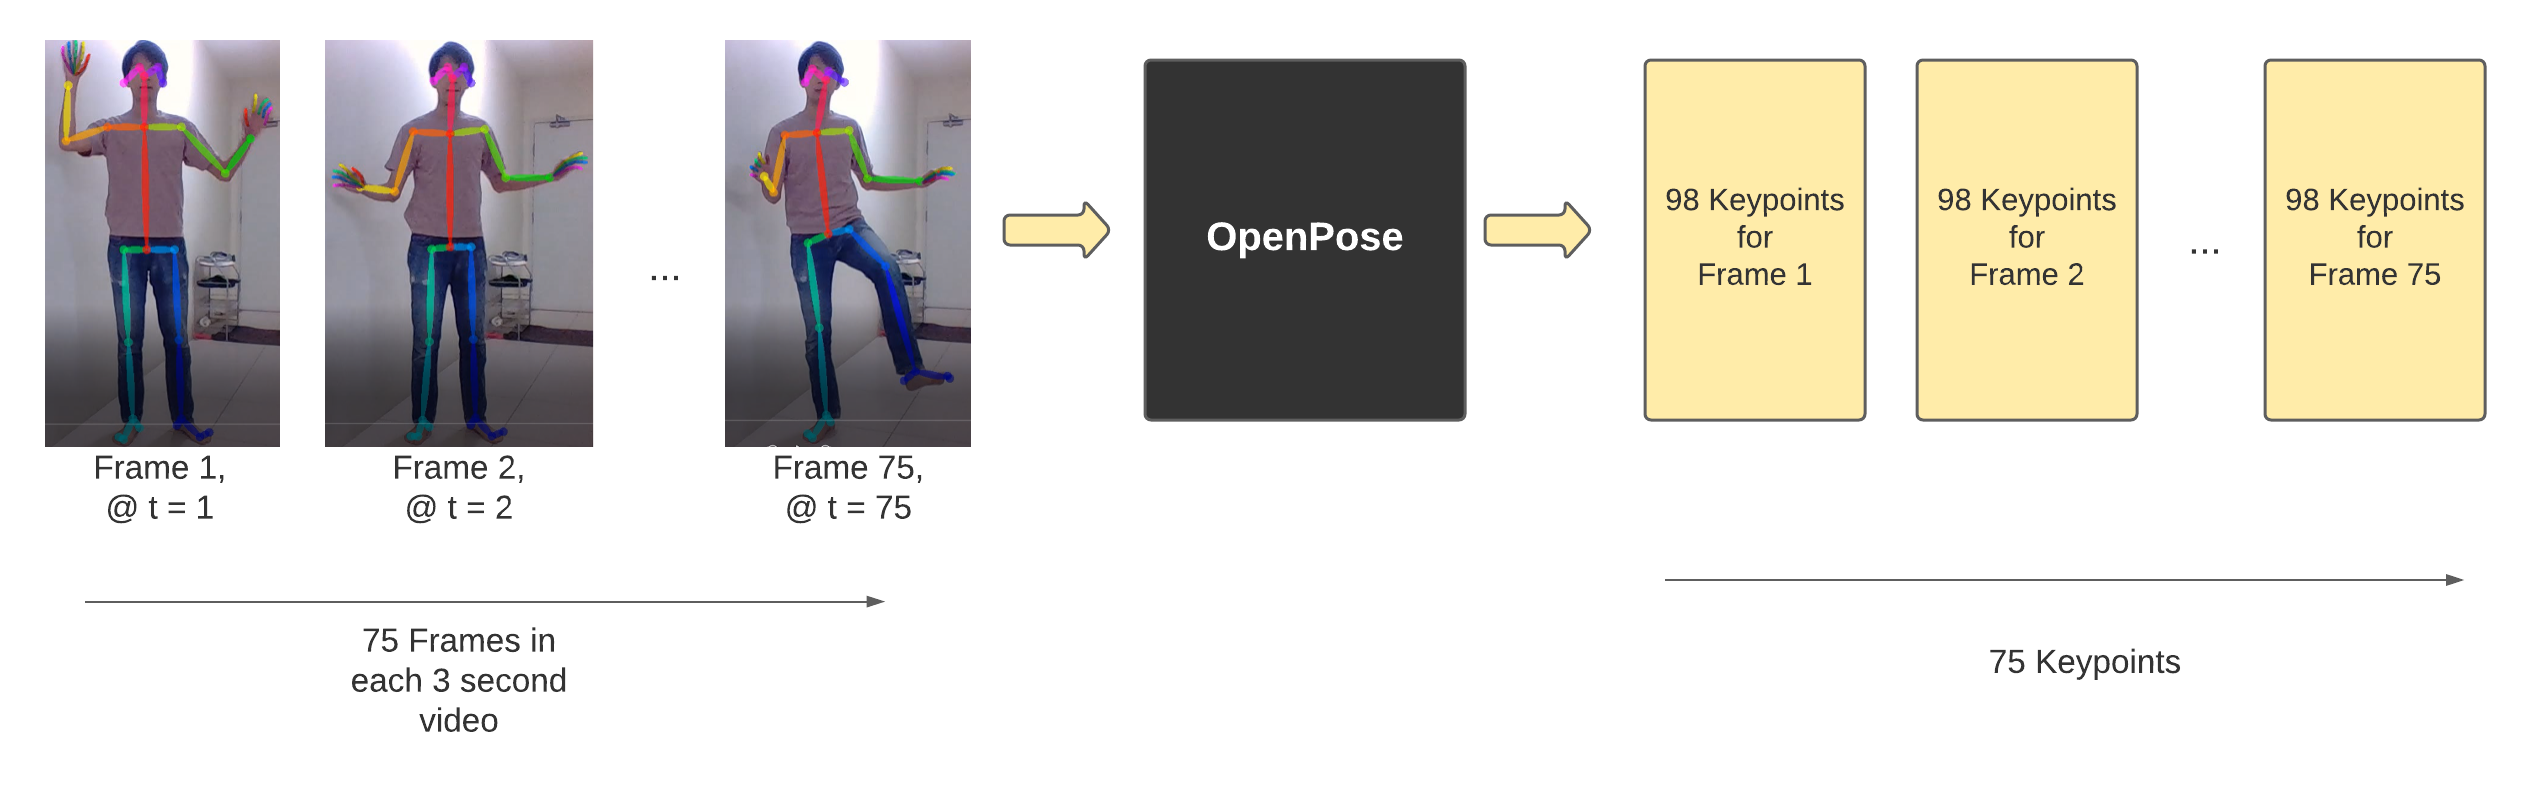 Frame 1,
@ t = 1
Frame 2,
@ t = 2
...
Frame 75,
@ t = 75
75 Frames in
each 3 second
video
OpenPose
98 Keypoints
for
Frame 1
98 Keypoints
for
Frame 2
...
98 Keypoints
for
Frame 75
75 Keypoints